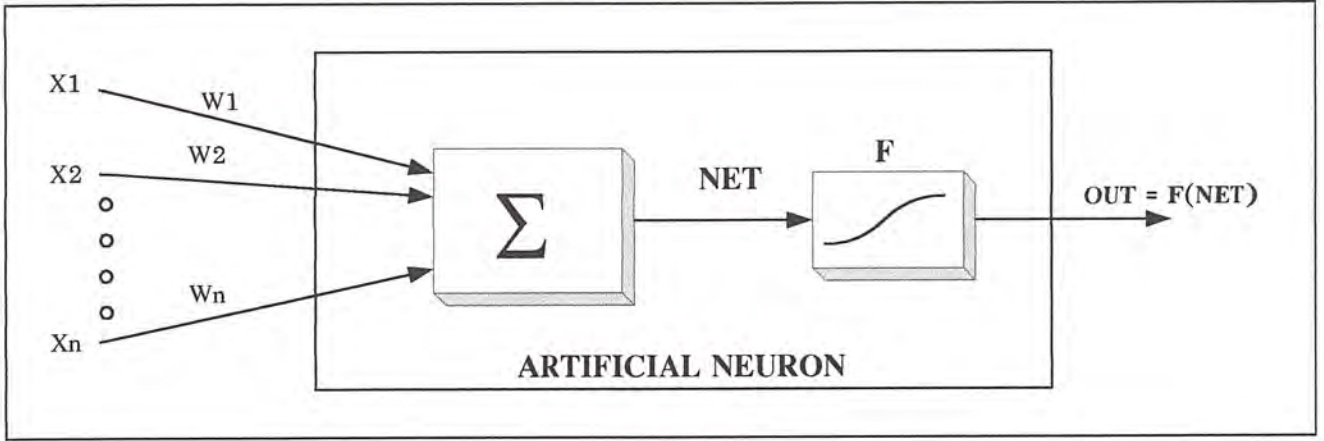 X1
W1
X2
W2
Xn
Wn
Σ
NET
F
OUT = F(NET)
ARTIFICIAL NEURON